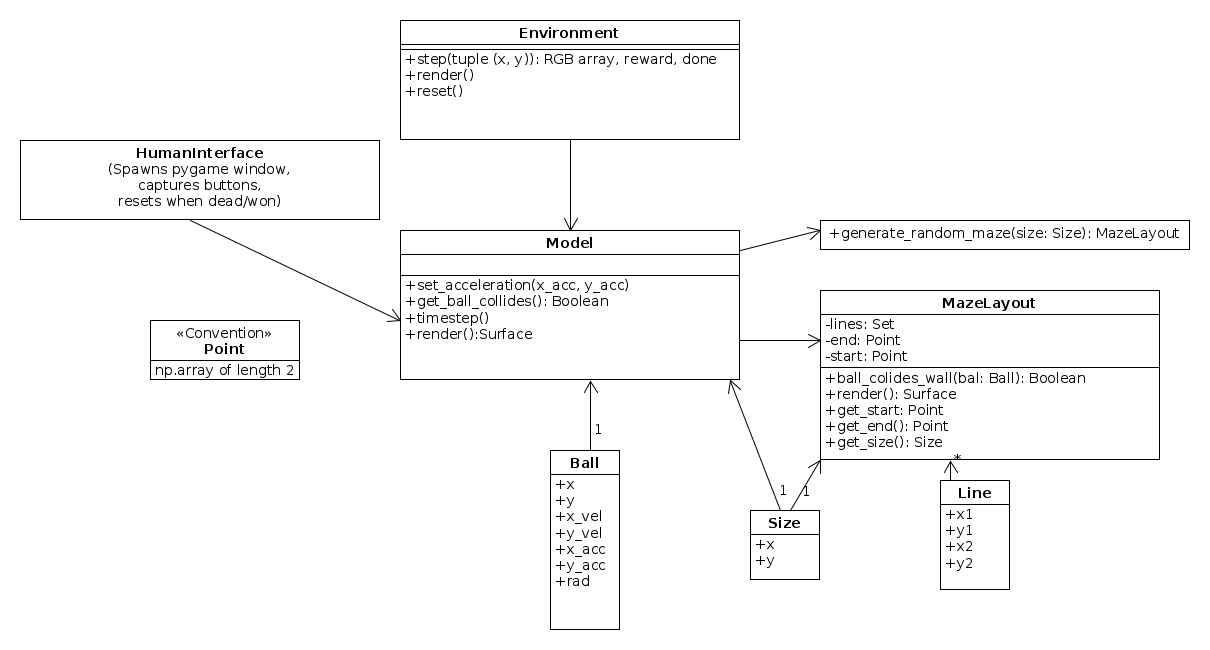 Environment
+step(tuple (x, y)): RGB array, reward, done
+render()
+reset()
HumanInterface
(Spawns pygame window,
captures buttons,
resets when dead/won)
Model
+set_acceleration(x_acc, y_acc)
+get_ball_collides(): Boolean
+timestep()
+render():Surface
+generate_random_maze(size: Size): MazeLayout
MazeLayout
-lines: Set
-end: Point
-start: Point
+ball_colides_wall(bal: Ball): Boolean
+render(): Surface
+get_start: Point
+get_end(): Point
+get_size(): Size
«Convention»
Point
np.array of length 2
1
Ball
+x
+y
+x_vel
+y_vel
+x_acc
+y_acc
+rad
1
1
Size
+x
+y
*
Line
+x1
+y1
+x2
+y2